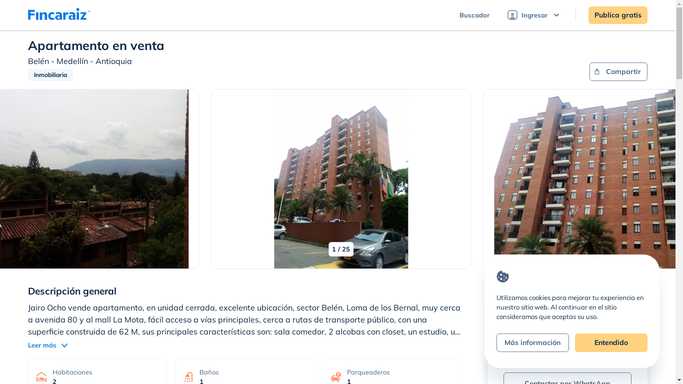 Fincaraiz
Buscador
Ingresar
Publica gratis
Apartamento en venta
Belén - Medellín - Antioquia
Inmobiliaria
Compartir
1 / 25
Descripción general
Jairo Ocho vende apartamento, en unidad cerrada, excelente ubicación, sector Belén, Loma de los Bernal, muy cerca
a avenida 80 y al mall La Mota, fácil acceso a vías principales, cerca a rutas de transporte público, con una
superficie construida de 62 M, sus principales características son: sala comedor, 2 alcobas con closet, un estudio, u...
Leer más
Habitaciones
2
Baños
1
Parqueaderos
1
Utilizamos cookies para mejorar tu experiencia en
nuestro sitio web. Al continuar en el sitio
consideramos que aceptas su uso.
Más información
Entendido
Contactar por WhatsApp